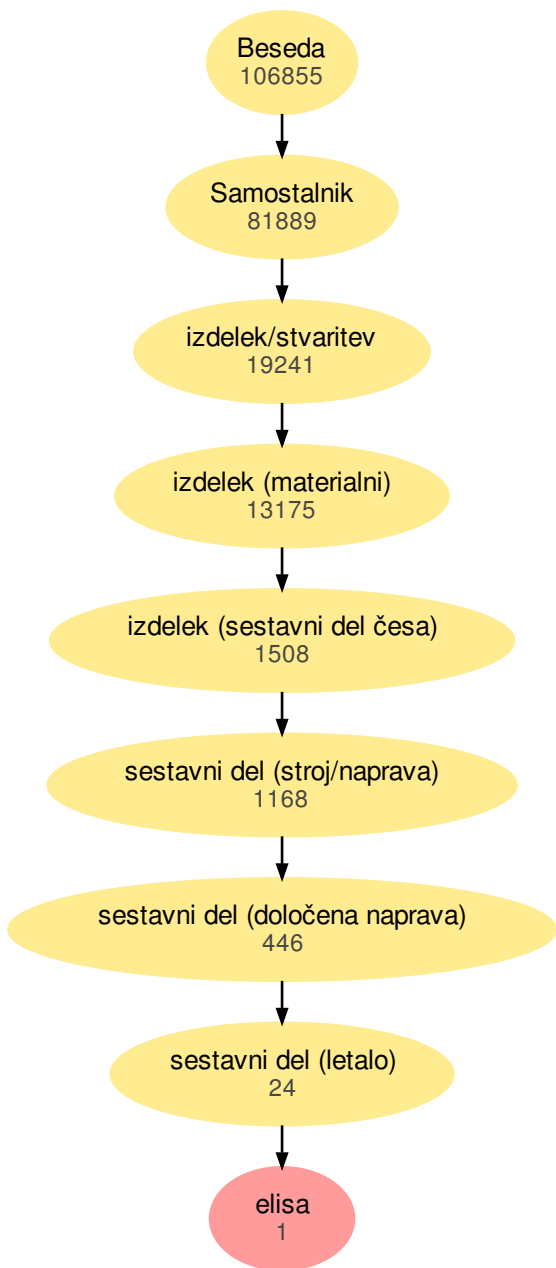 Beseda
106855
Samostalnik
81889
izdelek/stvaritev
19241
izdelek (materialni)
13175
izdelek (sestavni del česa)
1508
sestavni del (stroj/naprava)
1168
sestavni del (določena naprava)
446
sestavni del (letalo)
24
elisa
1